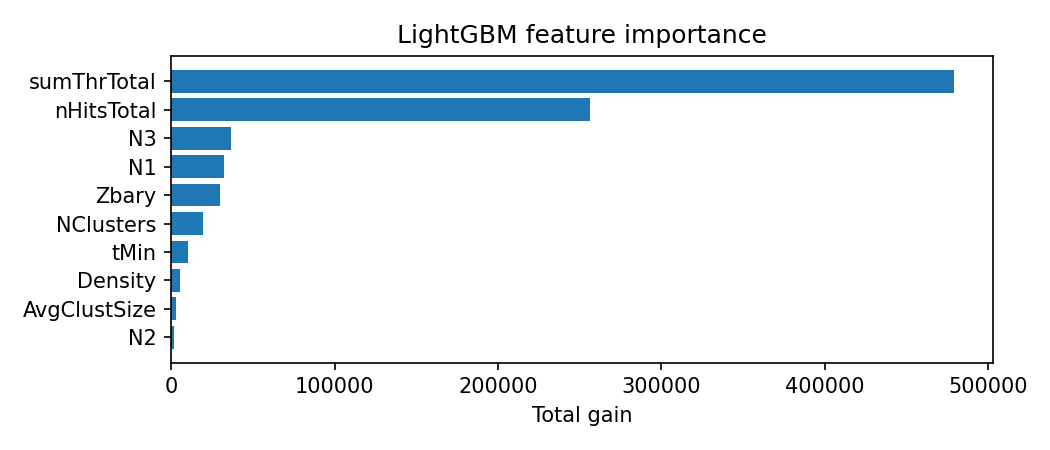 LightGBM feature importance
sumThrTotal
nHitsTotal
N3
N1
Zbary
NClusters
tMin
Density
AvgClustSize
N2
0 100000 200000 300000 400000 500000
Total gain